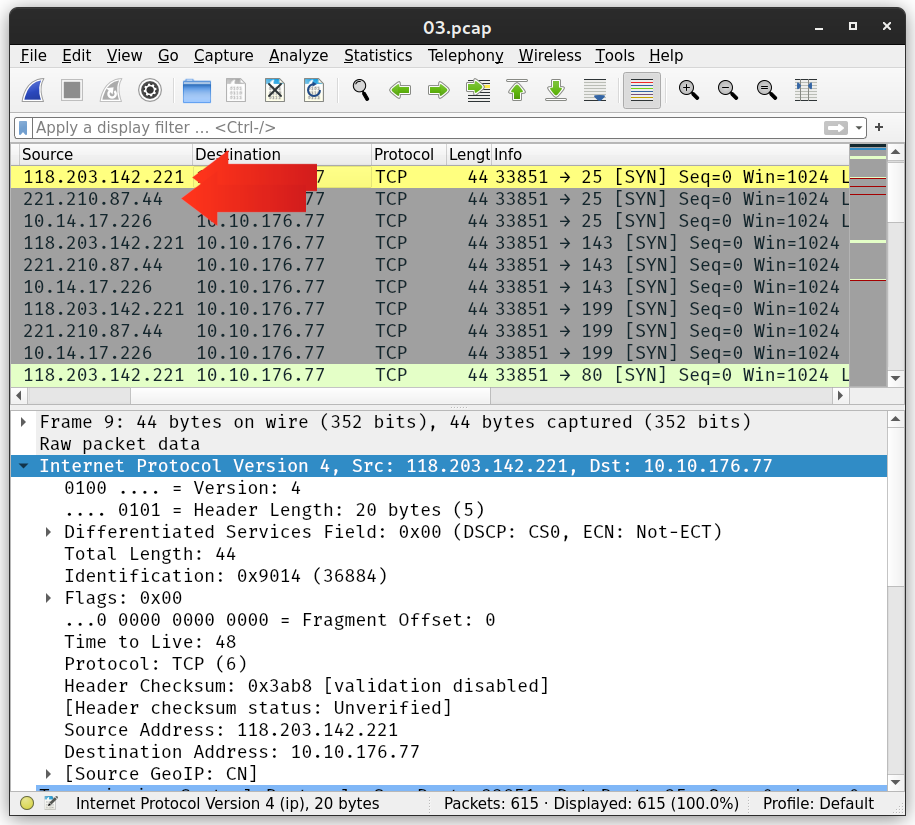 03.pcap
File Edit View Go Capture Analyze Statistics Telephony Wireless Tools Help
Apply a display filter … <Ctrl-/> +
Source Destination Protocol Lengt Info
118.203.142.221 7 TCP 44 33851 → 25 [SYN] Seq=0 Win=1024 L
221.210.87.44 77 TCP 44 33851 → 25 [SYN] Seq=0 Win=1024 L
10.14.17.226 10.10.176.77 TCP 44 33851 → 25 [SYN] Seq=0 Win=1024 L
118.203.142.221 10.10.176.77 TCP 44 33851 → 143 [SYN] Seq=0 Win=1024
221.210.87.44 10.10.176.77 TCP 44 33851 → 143 [SYN] Seq=0 Win=1024
10.14.17.226 10.10.176.77 TCP 44 33851 → 143 [SYN] Seq=0 Win=1024
118.203.142.221 10.10.176.77 TCP 44 33851 → 199 [SYN] Seq=0 Win=1024
221.210.87.44 10.10.176.77 TCP 44 33851 → 199 [SYN] Seq=0 Win=1024
10.14.17.226 10.10.176.77 TCP 44 33851 → 199 [SYN] Seq=0 Win=1024
118.203.142.221 10.10.176.77 TCP 44 33851 → 80 [SYN] Seq=0 Win=1024 L
Frame 9: 44 bytes on wire (352 bits), 44 bytes captured (352 bits)
Raw packet data
Internet Protocol Version 4, Src: 118.203.142.221, Dst: 10.10.176.77
0100 .... = Version: 4
.... 0101 = Header Length: 20 bytes (5)
Differentiated Services Field: 0x00 (DSCP: CS0, ECN: Not-ECT)
Total Length: 44
Identification: 0x9014 (36884)
Flags: 0x00
...0 0000 0000 0000 = Fragment Offset: 0
Time to Live: 48
Protocol: TCP (6)
Header Checksum: 0x3ab8 [validation disabled]
[Header checksum status: Unverified]
Source Address: 118.203.142.221
Destination Address: 10.10.176.77
[Source GeoIP: CN]
Internet Protocol Version 4 (ip), 20 bytes Packets: 615 · Displayed: 615 (100.0%) Profile: Default